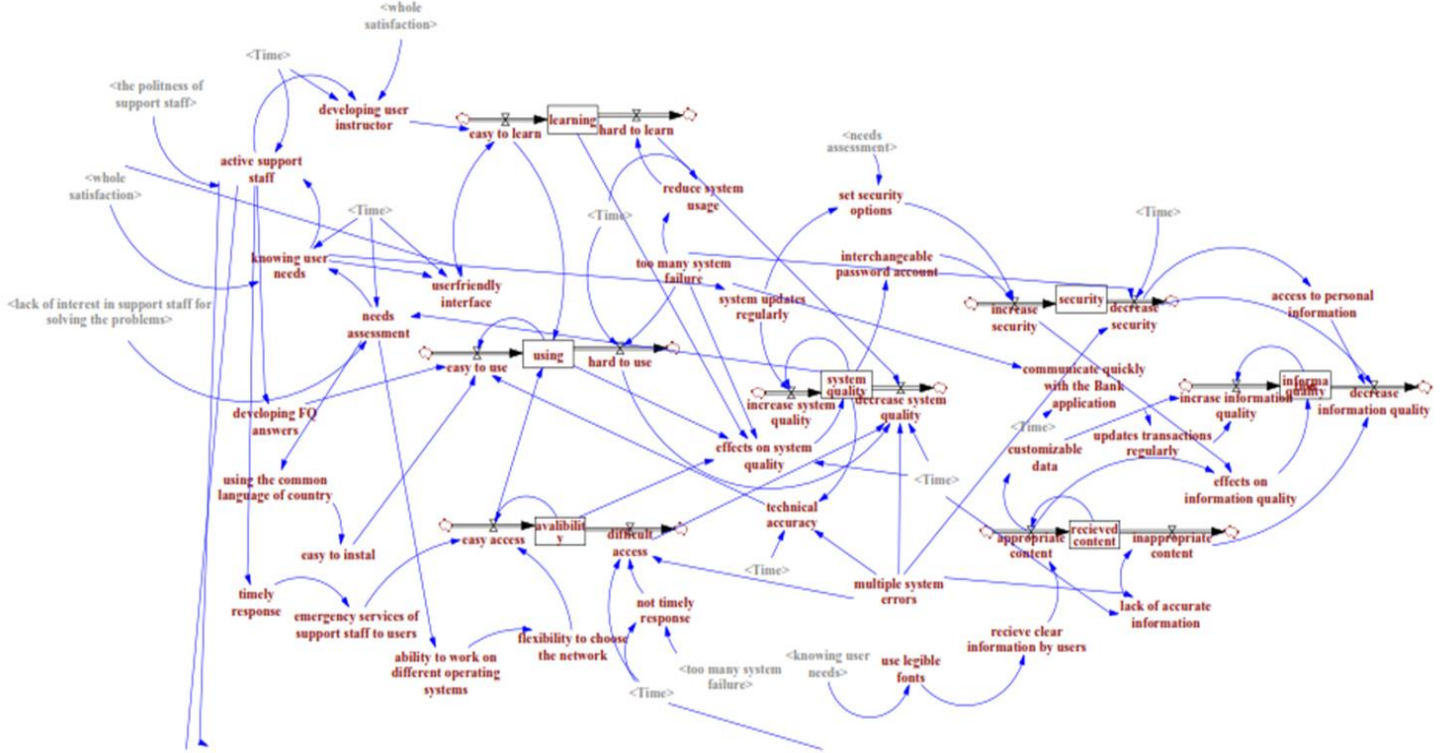 <whole
satisfaction>
<Time>
<the politness of
support staff>
developing user
instructor
easy to learn
learning
hard to learn
<needs
assessment>
active support
staff
<whole
satisfaction>
reduce system
usage
set security
options
<Time>
<Time>
<Time>
knowing user
needs
too many system
failure
interchangeable
password account
userfriendly
interface
system updates
regularly
increase
security
security
decrease
security
access to personal
information
<lack of interest in support staff for
solving the problems>
needs
assessment
easy to use
using
hard to use
communicate quickly
with the Bank
application
increase system
quality
system
quality
decrease system
quality
incrase information
quality
informa
quality
decrease
information quality
developing FQ
answers
<Time>
customizable
data
updates transactions
regularly
effects on system
quality
<Time>
effects on
information quality
using the common
language of country
technical
accuracy
easy access
avalibilit
y
difficult
access
appropriate
content
recieved
content
inappropriate
content
easy to instal
<Time>
multiple system
errors
timely
response
emergency services of
support staff to users
not timely
response
lack of accurate
information
flexibility to choose
the network
ability to work on
different operating
systems
recieve clear
information by users
<too many system
failure>
<knowing user
needs>
use legible
fonts
<Time>